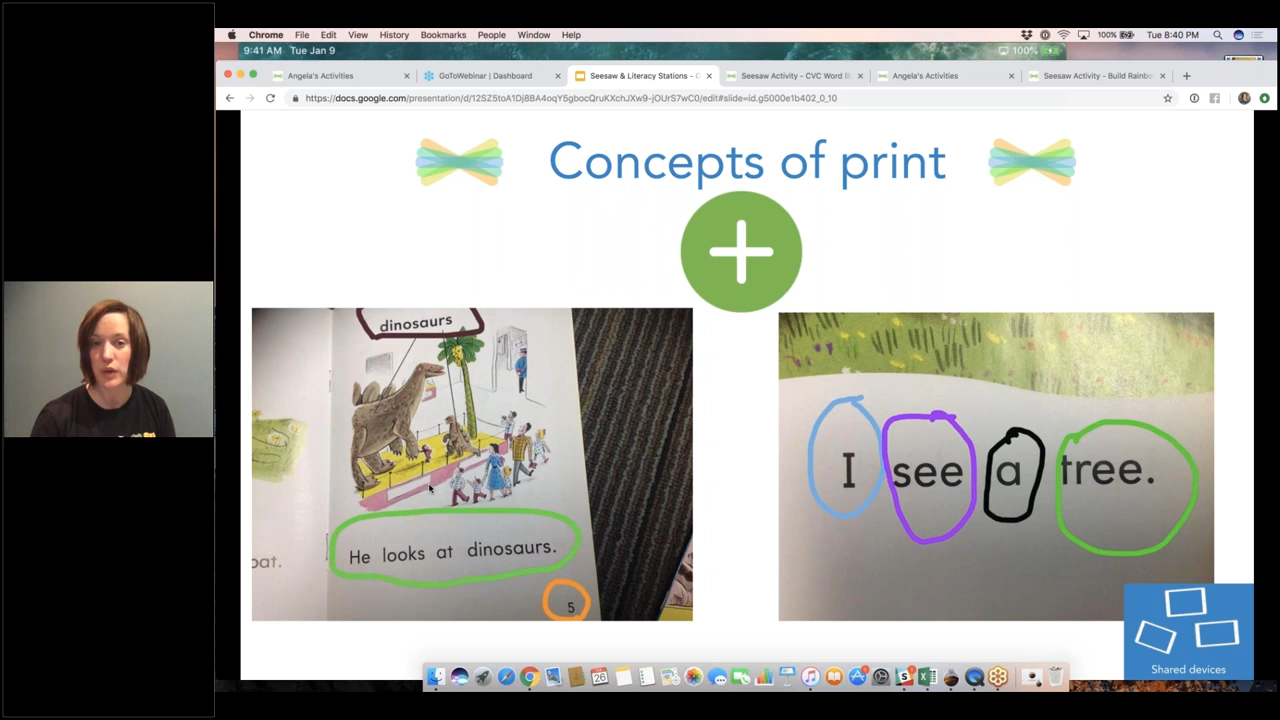 Chrome File Edit View History Bookmarks People Window Help
100% Tue 8:40 PM
9:41 AM Tue Jan 9
100%
Angela's Activities
GoToWebinar | Dashboard
Seesaw & Literacy Stations - G
Seesaw Activity - CVC Word B
Angela's Activities
Seesaw Activity - Build Rainbo
https://docs.google.com/presentation/d/12SZ5toA1Dj8BA4oqY5gbocQruKXchJXw9-jOUrS7wC0/edit#slide=id.g5000e1b402_0_10
Concepts of print
dinosaurs
He looks at dinosaurs.
5
I see a tree.
Shared devices